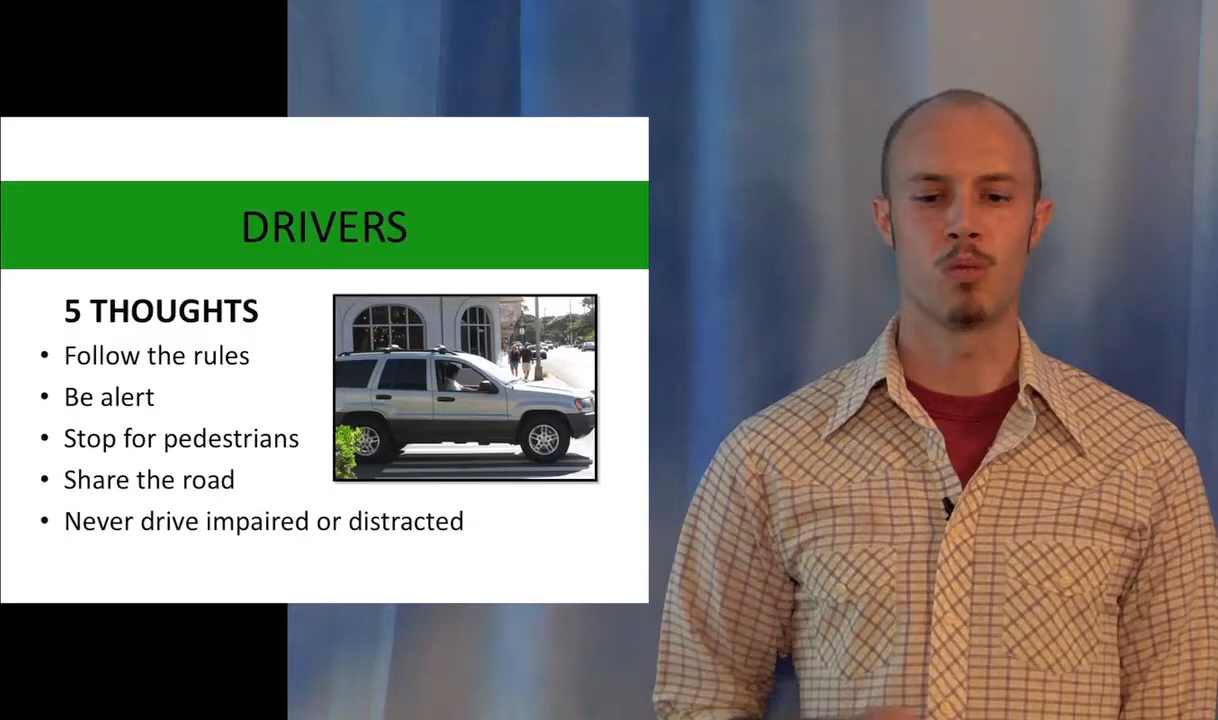 DRIVERS
5 THOUGHTS
• Follow the rules
• Be alert
• Stop for pedestrians
• Share the road
• Never drive impaired or distracted